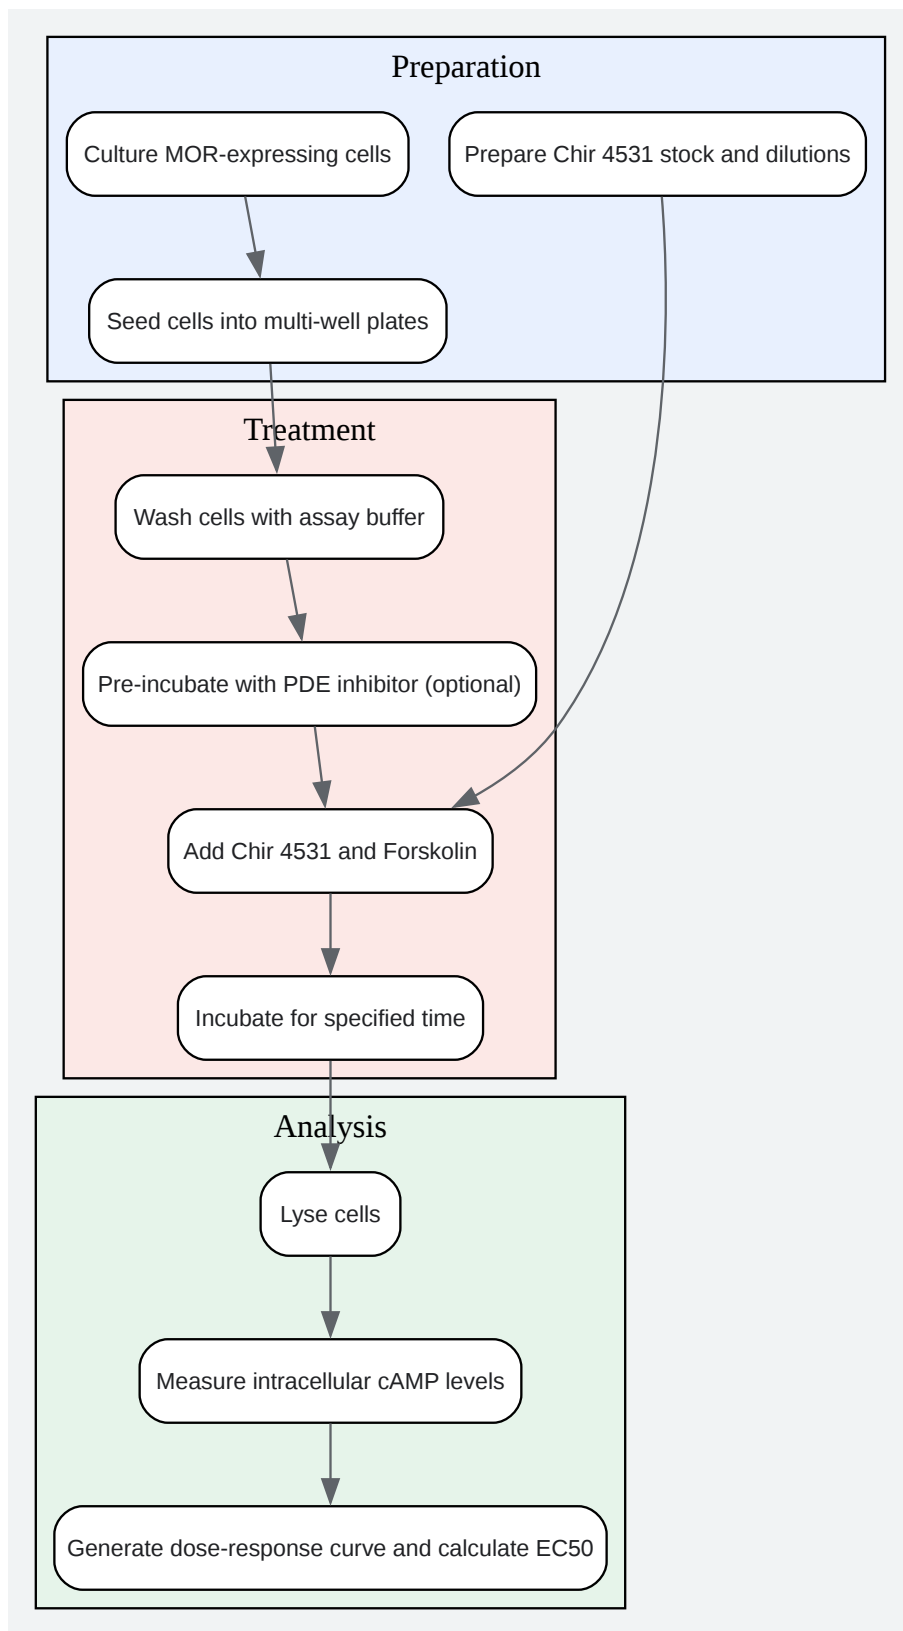 Preparation
Culture MOR-expressing cells
Prepare Chir 4531 stock and dilutions
Seed cells into multi-well plates
Treatment
Wash cells with assay buffer
Pre-incubate with PDE inhibitor (optional)
Add Chir 4531 and Forskolin
Incubate for specified time
Analysis
Lyse cells
Measure intracellular cAMP levels
Generate dose-response curve and calculate EC50